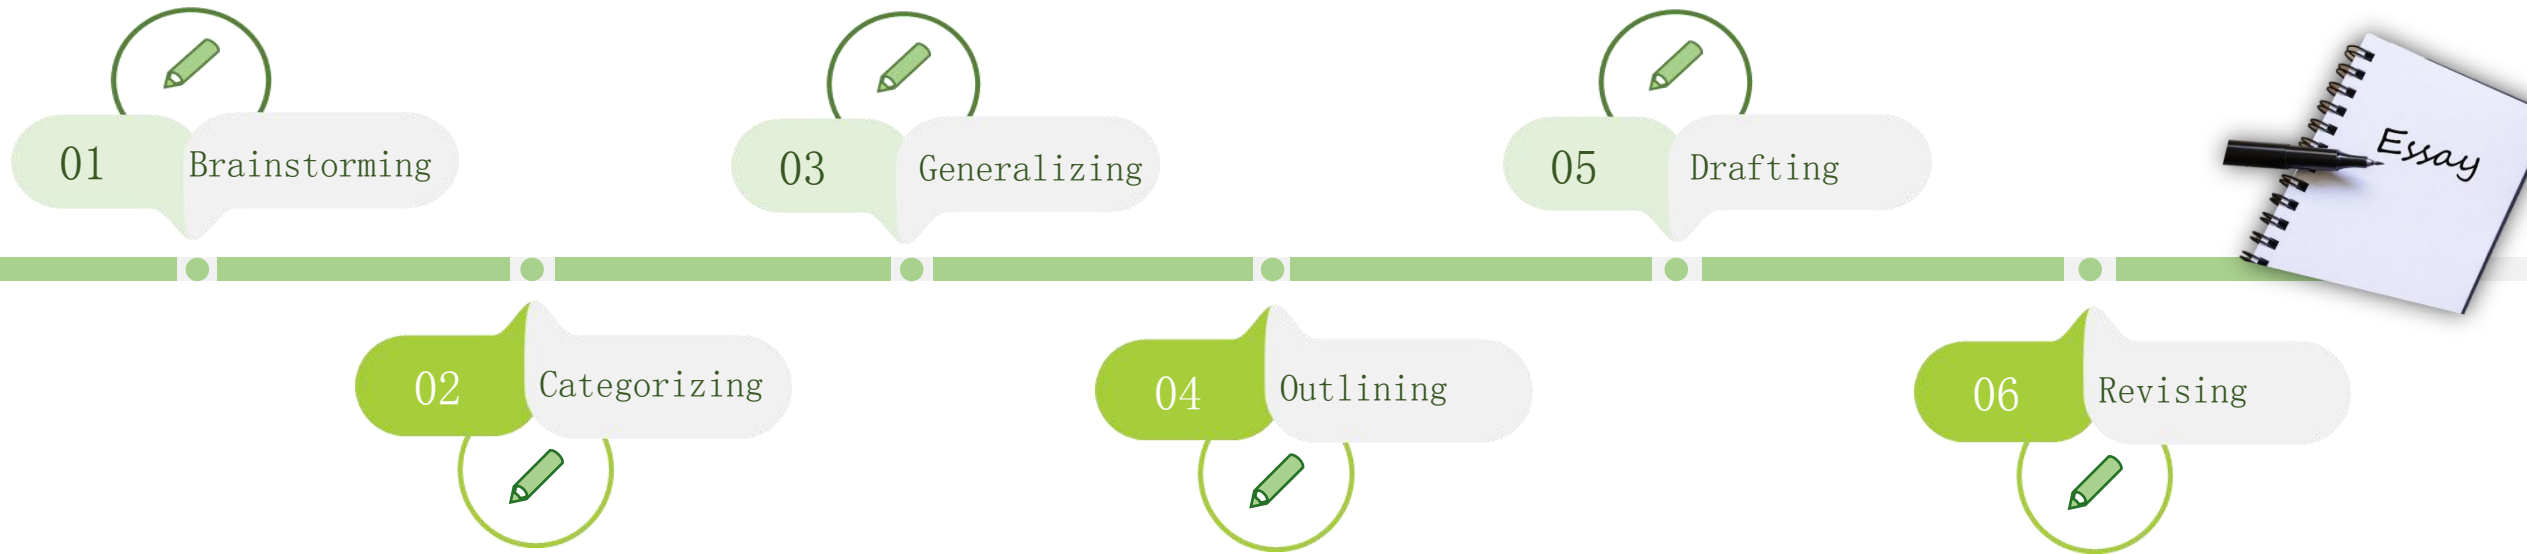 01 Brainstorming
02 Categorizing
03 Generalizing
04 Outlining
05 Drafting
06 Revising
Essay